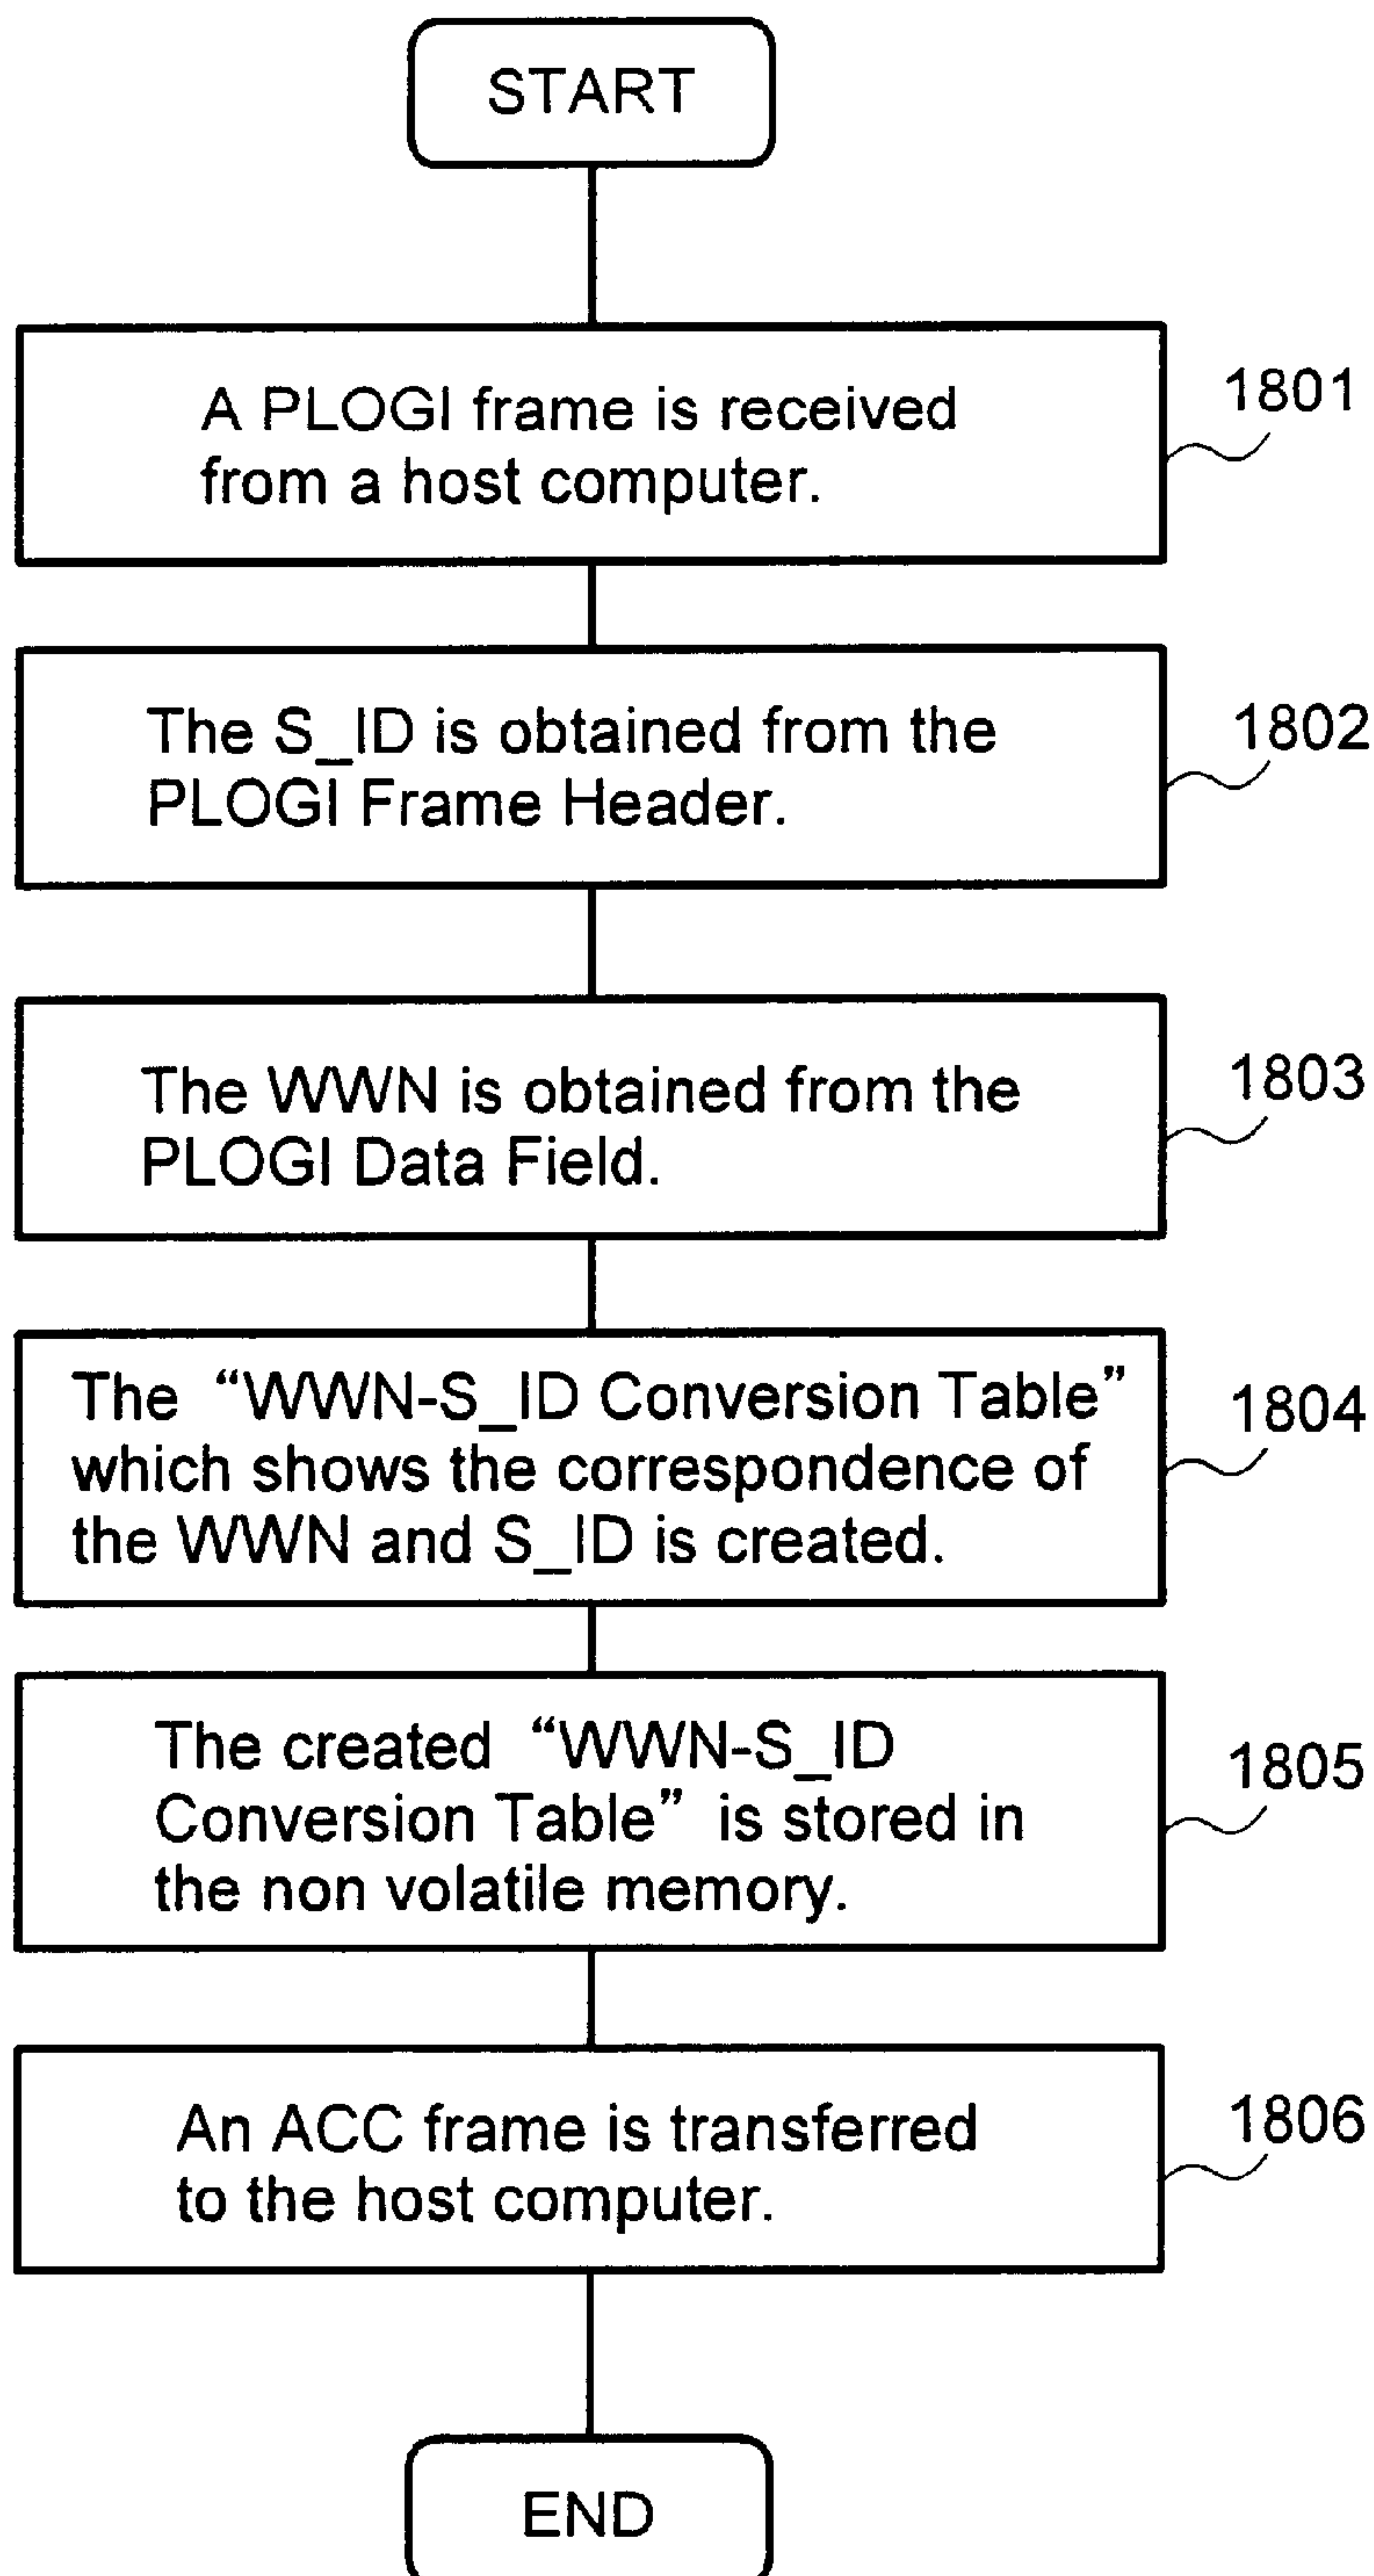 START
A PLOGI frame is received
from a host computer.
1801
The S_ID is obtained from the
PLOGI Frame Header.
1802
The WWN is obtained from the
PLOGI Data Field.
1803
The “WWN-S_ID Conversion Table”
which shows the correspondence of
the WWN and S_ID is created.
1804
The created “WWN-S_ID
Conversion Table” is stored in
the non volatile memory.
1805
An ACC frame is transferred
to the host computer.
1806
END